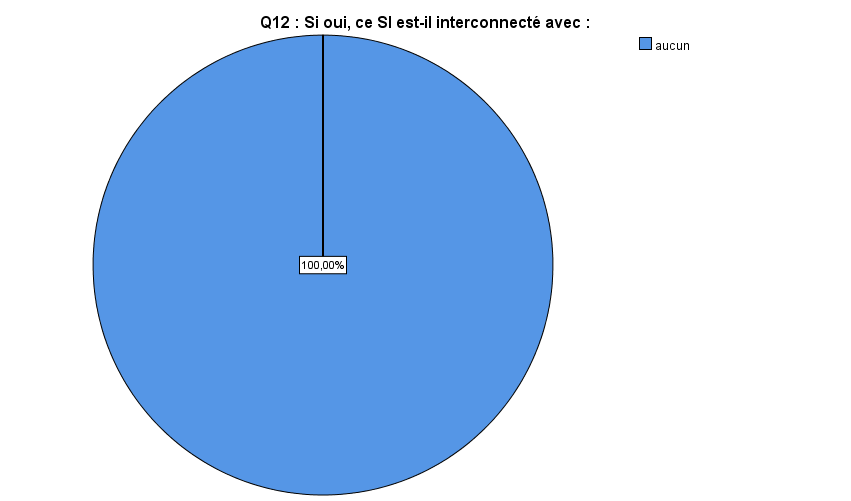 Q12 : Si oui, ce SI est-il interconnecté avec :
aucun
100,00%